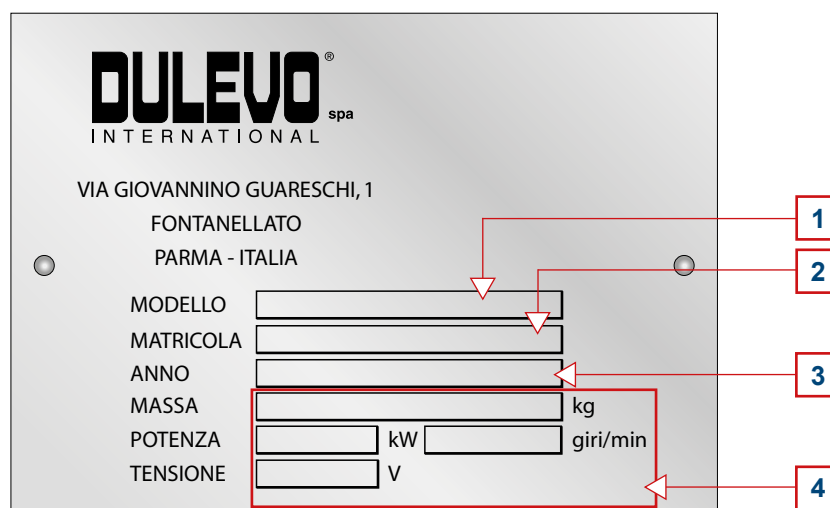 DULEVO®
spa
INTERNATIONAL
VIA GIOVANNINO GUARESCHI, 1
FONTANELLATO
PARMA - ITALIA
1
2
MODELLO
MATRICOLA
ANNO
3
MASSA kg
POTENZA kW giri/min
TENSIONE V
4